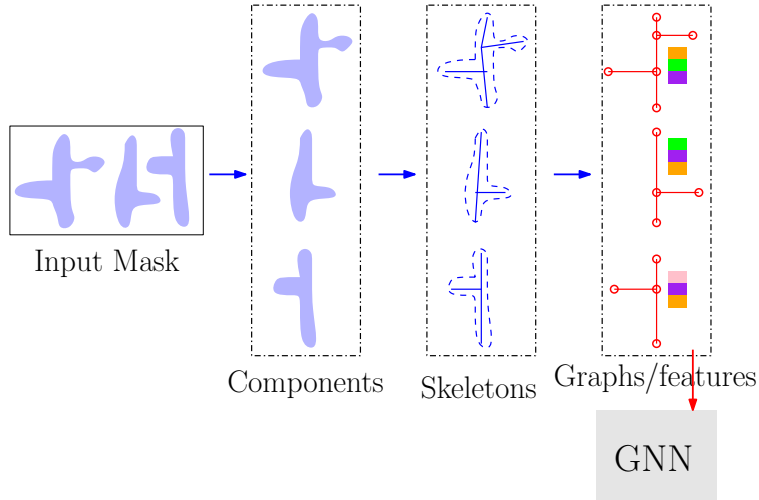 Input Mask
Components
Skeletons
Graphs/features
GNN